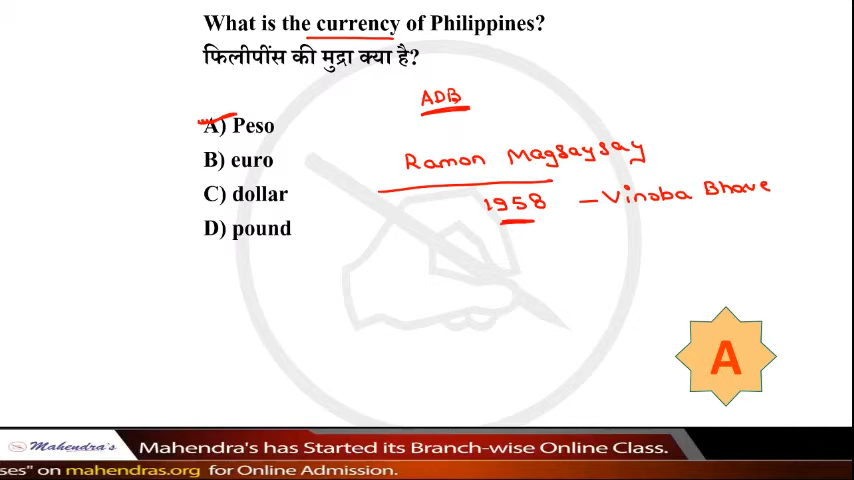 What is the currency of Philippines?
फिलीपींस की मुद्रा क्या है?
ADB
A) Peso
Ramon Magsaysay
B) euro
C) dollar
1958 – Vinoba Bhave
D) pound
A
Mahendra's
Mahendra's has Started its Branch-wise Online Class.
ses" on mahendras.org for Online Admission.